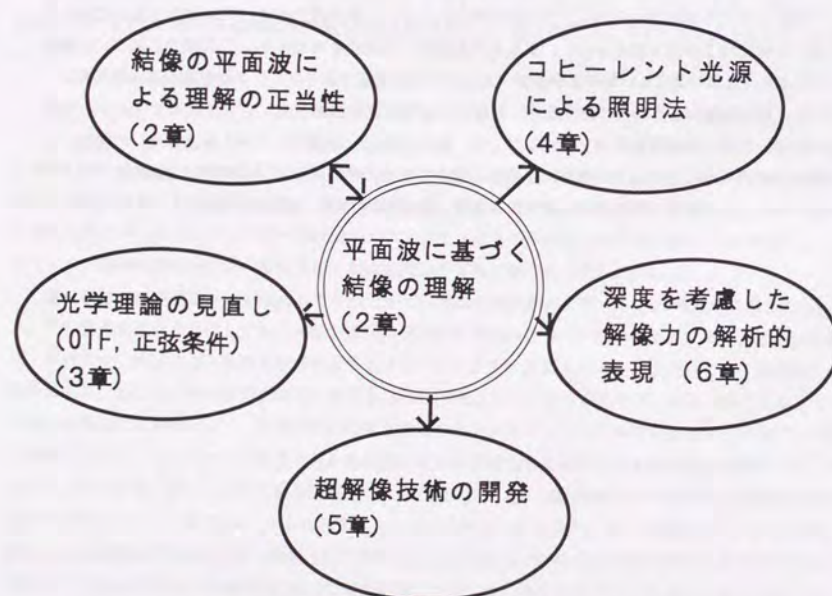 結像の平面波に
よる理解の正当性
(2章)
コヒーレント光源
による照明法
(4章)
平面波に基づく
結像の理解
(2章)
光学理論の見直し
(OTF, 正弦条件)
(3章)
深度を考慮した
解像力の解析的
表現 (6章)
超解像技術の開発
(5章)